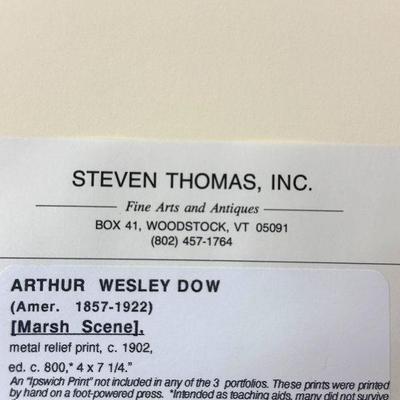 STEVEN THOMAS, INC.
Fine Arts and Antiques
BOX 41, WOODSTOCK, VT 05091
(802) 457-1764
ARTHUR WESLEY DOW
(Amer. 1857-1922)
[Marsh Scene],
metal relief print, c. 1902,
ed. c. 800,* 4 x 7 1/4."
An "Ipswich Print" not included in any of the 3 portfolios. These prints were printed
by hand on a foot-powered press. *Intended as teaching aids, many did not survive